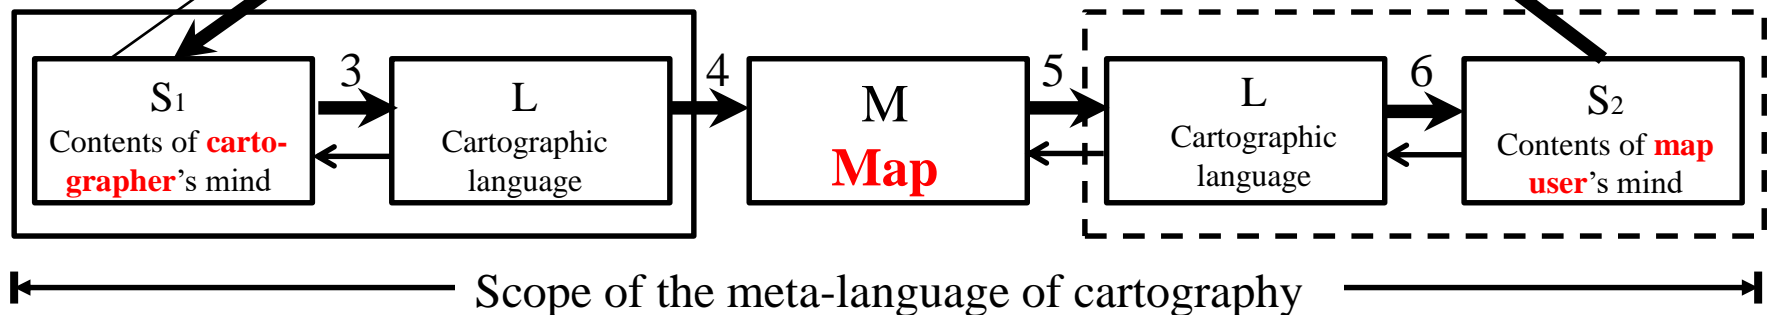 3
4
5
6
S1
Contents of carto-
grapher's mind
L
Cartographic
language
M
Map
L
Cartographic
language
S2
Contents of map
user's mind
Scope of the meta-language of cartography